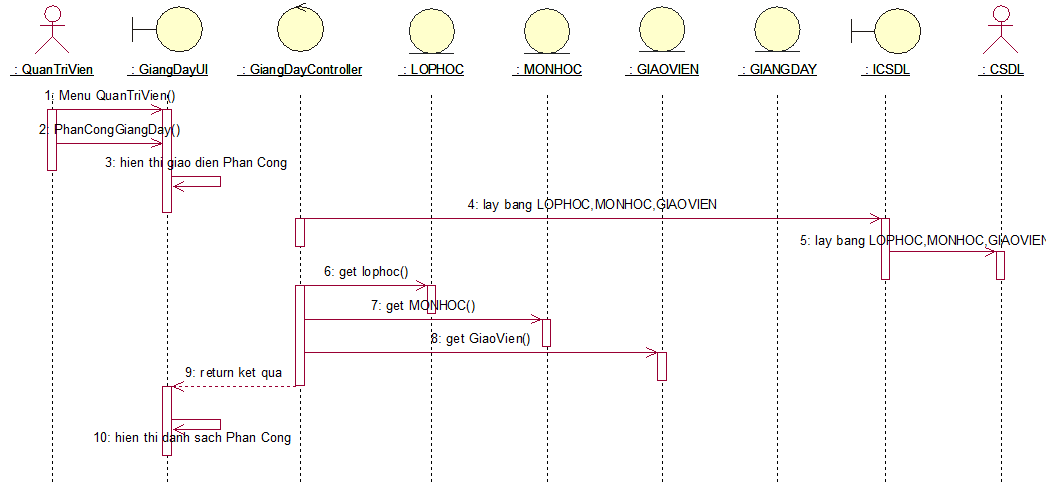 : QuanTriVien
: GiangDayUI
: GiangDayController
: LOPHOC
: MONHOC
: GIAOVIEN
: GIANGDAY
: ICSDL
: CSDL
1: Menu QuanTriVien()
2: PhanCongGiangDay()
3: hien thi giao dien Phan Cong
4: lay bang LOPHOC,MONHOC,GIAOVIEN
5: lay bang LOPHOC,MONHOC,GIAOVIEN
6: get lophoc()
7: get MONHOC()
8: get GiaoVien()
9: return ket qua
10: hien thi danh sach Phan Cong